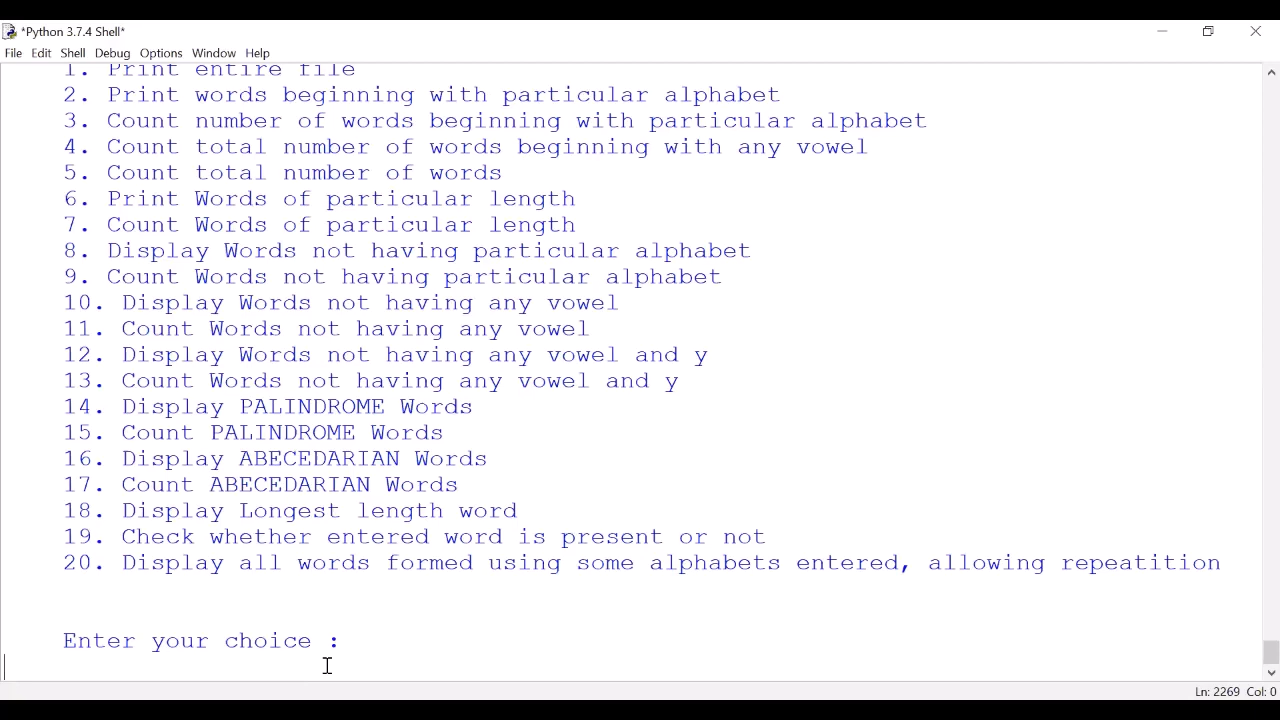 *Python 3.7.4 Shell*
File Edit Shell Debug Options Window Help
1. Print entire file
2. Print words beginning with particular alphabet
3. Count number of words beginning with particular alphabet
4. Count total number of words beginning with any vowel
5. Count total number of words
6. Print Words of particular length
7. Count Words of particular length
8. Display Words not having particular alphabet
9. Count Words not having particular alphabet
10. Display Words not having any vowel
11. Count Words not having any vowel
12. Display Words not having any vowel and y
13. Count Words not having any vowel and y
14. Display PALINDROME Words
15. Count PALINDROME Words
16. Display ABECEDARIAN Words
17. Count ABECEDARIAN Words
18. Display Longest length word
19. Check whether entered word is present or not
20. Display all words formed using some alphabets entered, allowing repeatition
Enter your choice :
Ln: 2269 Col: 0